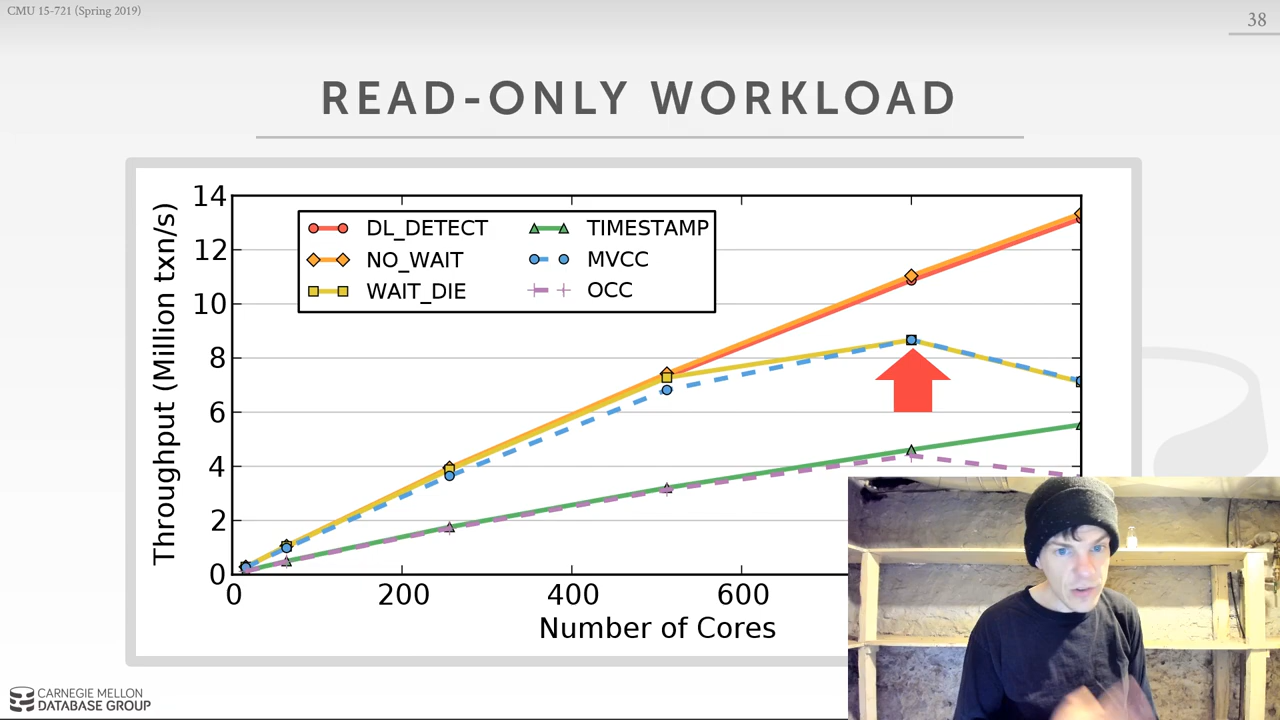 CMU 15-721 (Spring 2019)
38
READ-ONLY WORKLOAD
Throughput (Million txn/s)
14
12
10
8
6
4
2
0
DL_DETECT
NO_WAIT
WAIT_DIE
TIMESTAMP
MVCC
OCC
0 200 400 600
Number of Cores
CARNEGIE MELLON
DATABASE GROUP